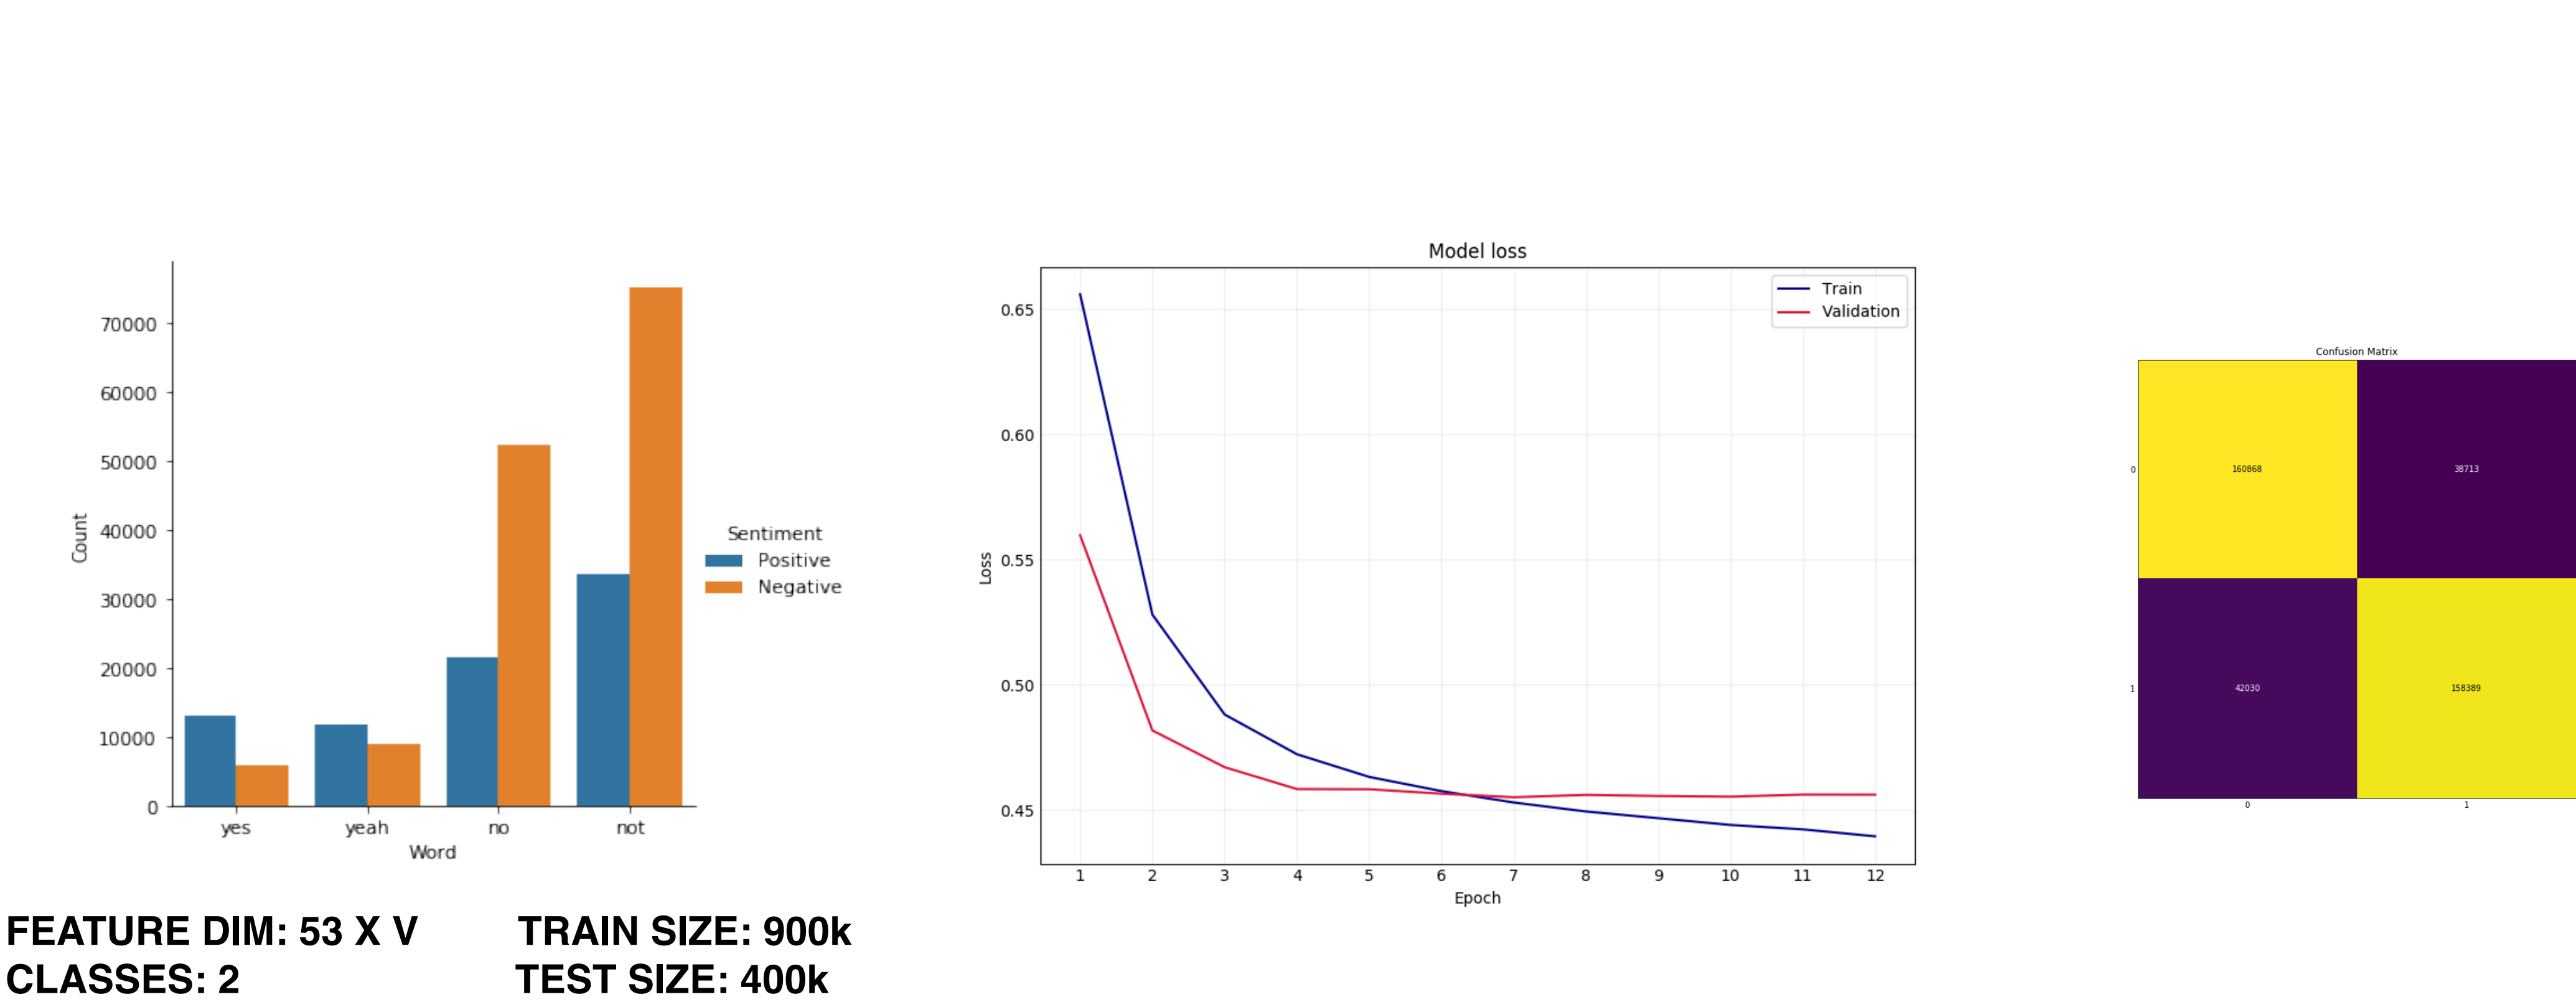 70000
60000
50000
40000
30000
20000
10000
0
Count
yes yeah no not
Word
Sentiment
Positive
Negative
Model loss
Train
Validation
0.65
0.60
0.55
0.50
0.45
Loss
1 2 3 4 5 6 7 8 9 10 11 12
Epoch
Confusion Matrix
0 160868 38713
1 42030 158389
0 1
FEATURE DIM: 53 X V TRAIN SIZE: 900k
CLASSES: 2 TEST SIZE: 400k